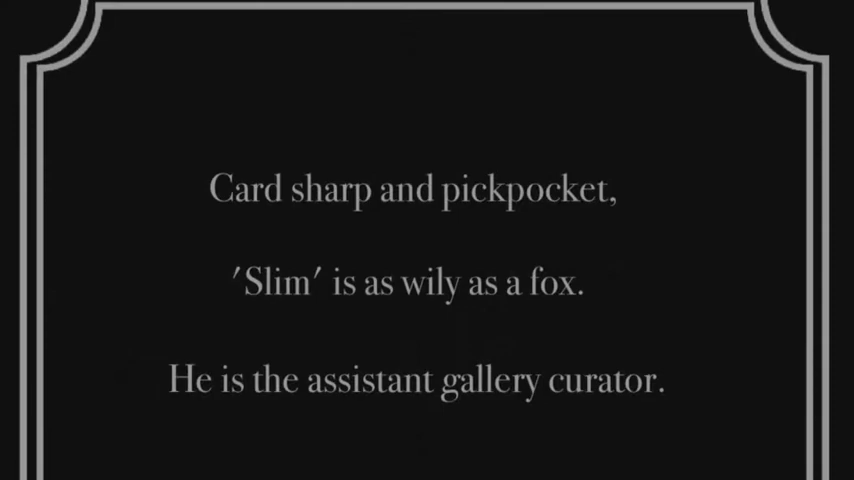 Card sharp and pickpocket,
'Slim' is as wily as a fox.
He is the assistant gallery curator.